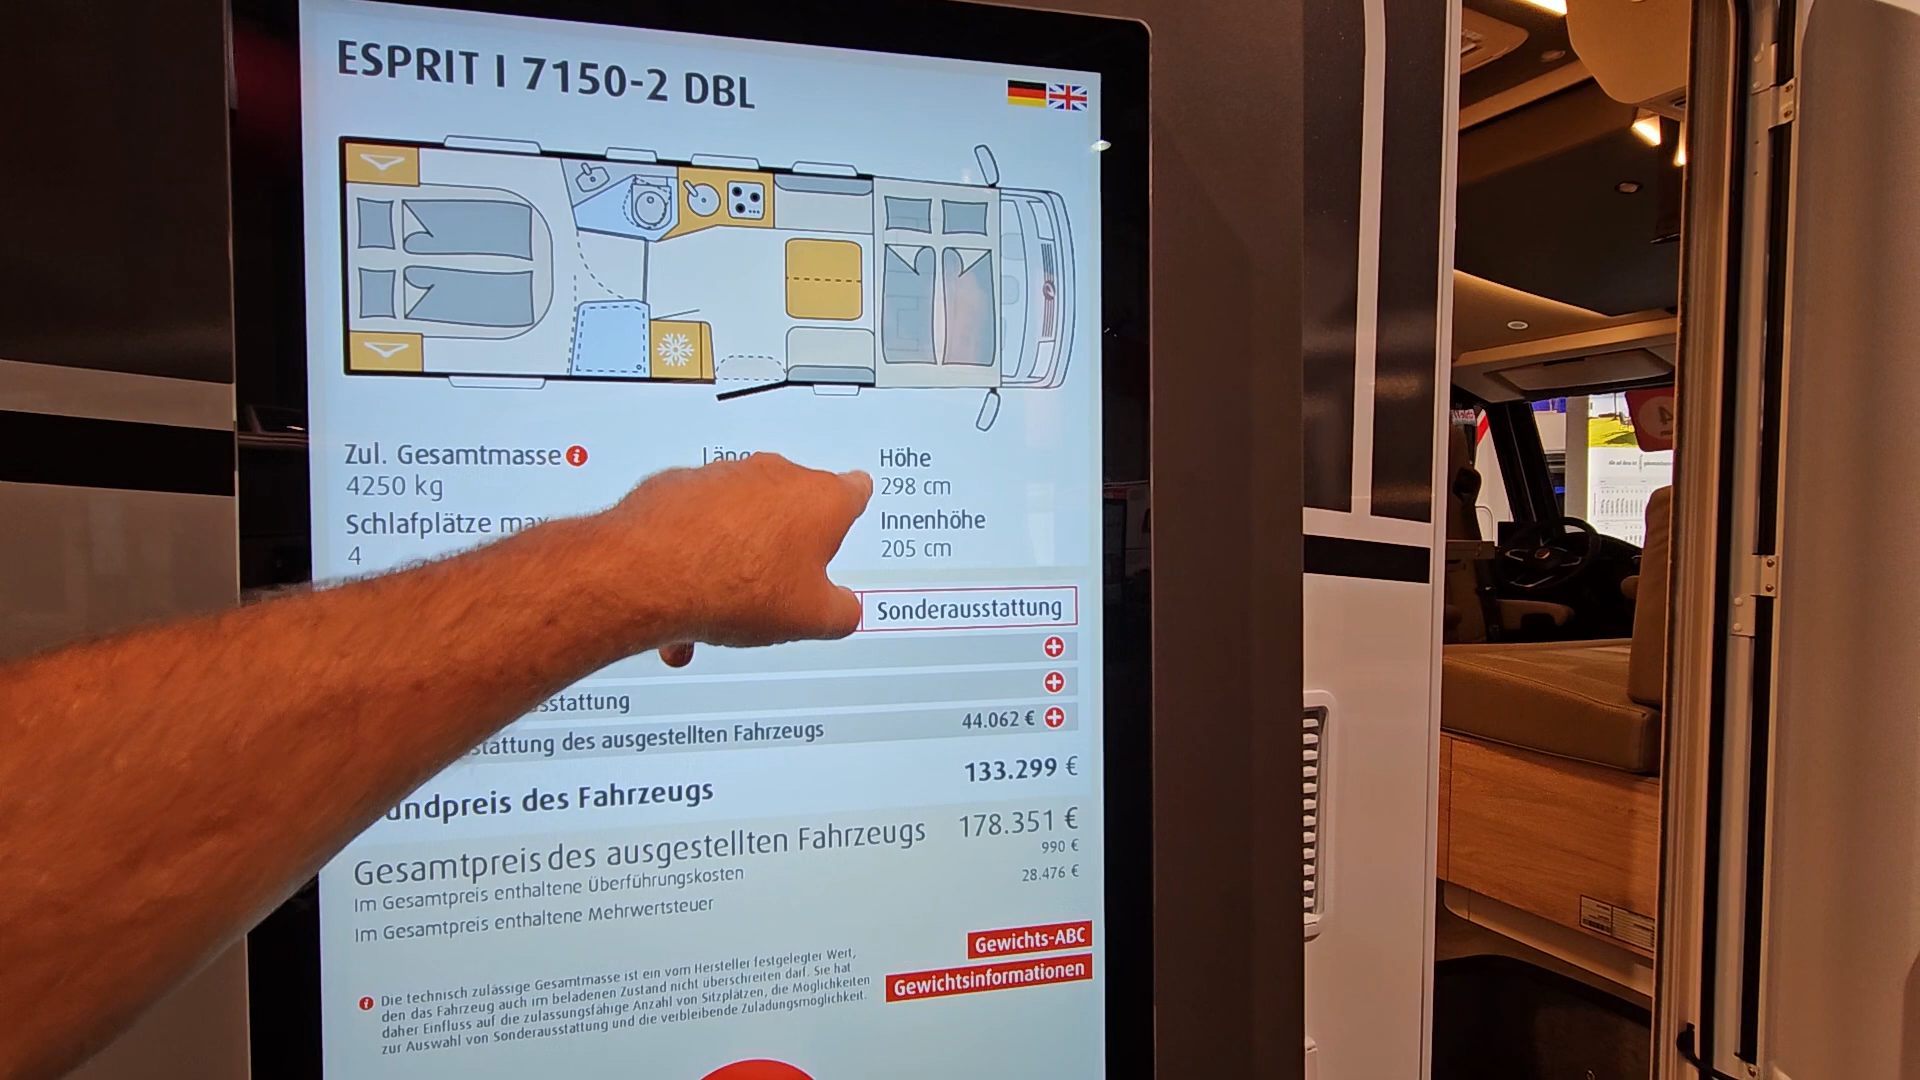 ESPRIT I 7150-2 DBL
Zul. Gesamtmasse
4250 kg
Höhe
298 cm
Schlafplätze
4
Innenhöhe
205 cm
Sonderausstattung
sstattung
stattung des ausgestellten Fahrzeugs 44.062 €
undpreis des Fahrzeugs 133.299 €
Gesamtpreis des ausgestellten Fahrzeugs 178.351 €
Im Gesamtpreis enthaltene Überführungskosten 990 €
Im Gesamtpreis enthaltene Mehrwertsteuer 28.476 €
Gewichts-ABC
Gewichtsinformationen
Die technisch zulässige Gesamtmasse ist ein vom Hersteller festgelegter Wert,
den das Fahrzeug auch im beladenen Zustand nicht überschreiten darf. Sie hat
daher Einfluss auf die zulassungsfähige Anzahl von Sitzplätzen, die Möglichkeiten
zur Auswahl von Sonderausstattung und die verbleibende Zuladungsmöglichkeit.